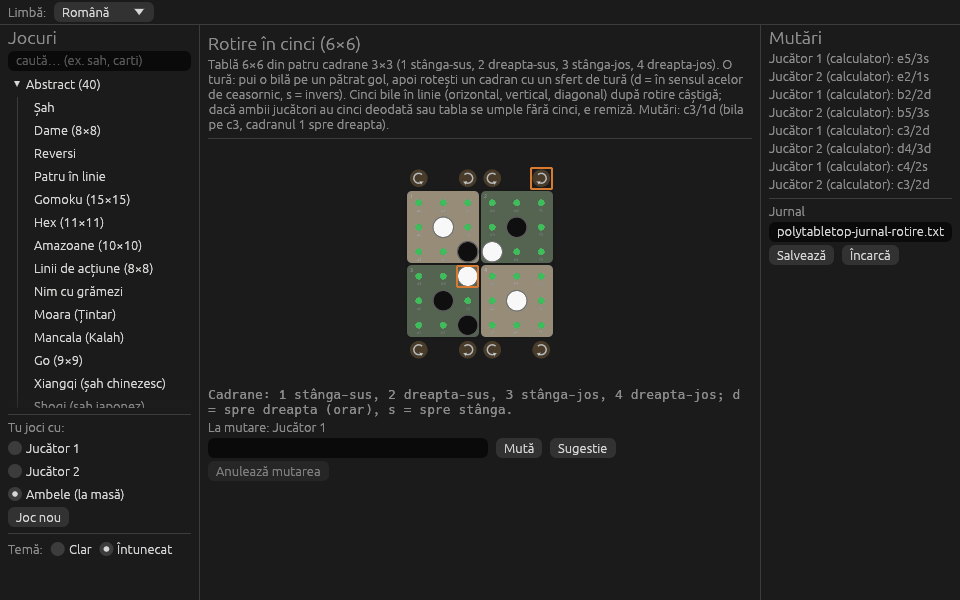 Limbă: Română
Jocuri
caută... (ex. sah, carti)
Abstract (40)
Șah
Dame (8×8)
Reversi
Patru în linie
Gomoku (15×15)
Hex (11×11)
Amazoane (10×10)
Linii de acțiune (8×8)
Nim cu grămezi
Moara (Țintar)
Mancala (Kalah)
Go (9×9)
Xiangqi (șah chinezesc)
Shogi (șah japonez)
Tu joci cu:
Jucător 1
Jucător 2
Ambele (la masă)
Joc nou
Temă: Clar Întunecat
Rotire în cinci (6×6)
Tablă 6×6 din patru cadrane 3×3 (1 stânga-sus, 2 dreapta-sus, 3 stânga-jos, 4 dreapta-jos). O
tură: pui o bilă pe un pătrat gol, apoi rotești un cadran cu un sfert de tură (d = în sensul acelor
de ceasornic, s = invers). Cinci bile în linie (orizontal, vertical, diagonal) după rotire câștigă;
dacă ambii jucători au cinci deodată sau tabla se umple fără cinci, e remiză. Mutări: c3/1d (bila
pe c3, cadranul 1 spre dreapta).
Cadrane: 1 stânga-sus, 2 dreapta-sus, 3 stânga-jos, 4 dreapta-jos; d
= spre dreapta (orar), s = spre stânga.
La mutare: Jucător 1
Mută Sugestie
Anulează mutarea
Mutări
Jucător 1 (calculator): e5/3s
Jucător 2 (calculator): e2/1s
Jucător 1 (calculator): b2/2d
Jucător 2 (calculator): b5/3s
Jucător 1 (calculator): c3/2d
Jucător 2 (calculator): d4/3d
Jucător 1 (calculator): c4/2s
Jucător 2 (calculator): c3/2d
Jurnal
polytabletop-jurnal-rotire.txt
Salvează Încarcă